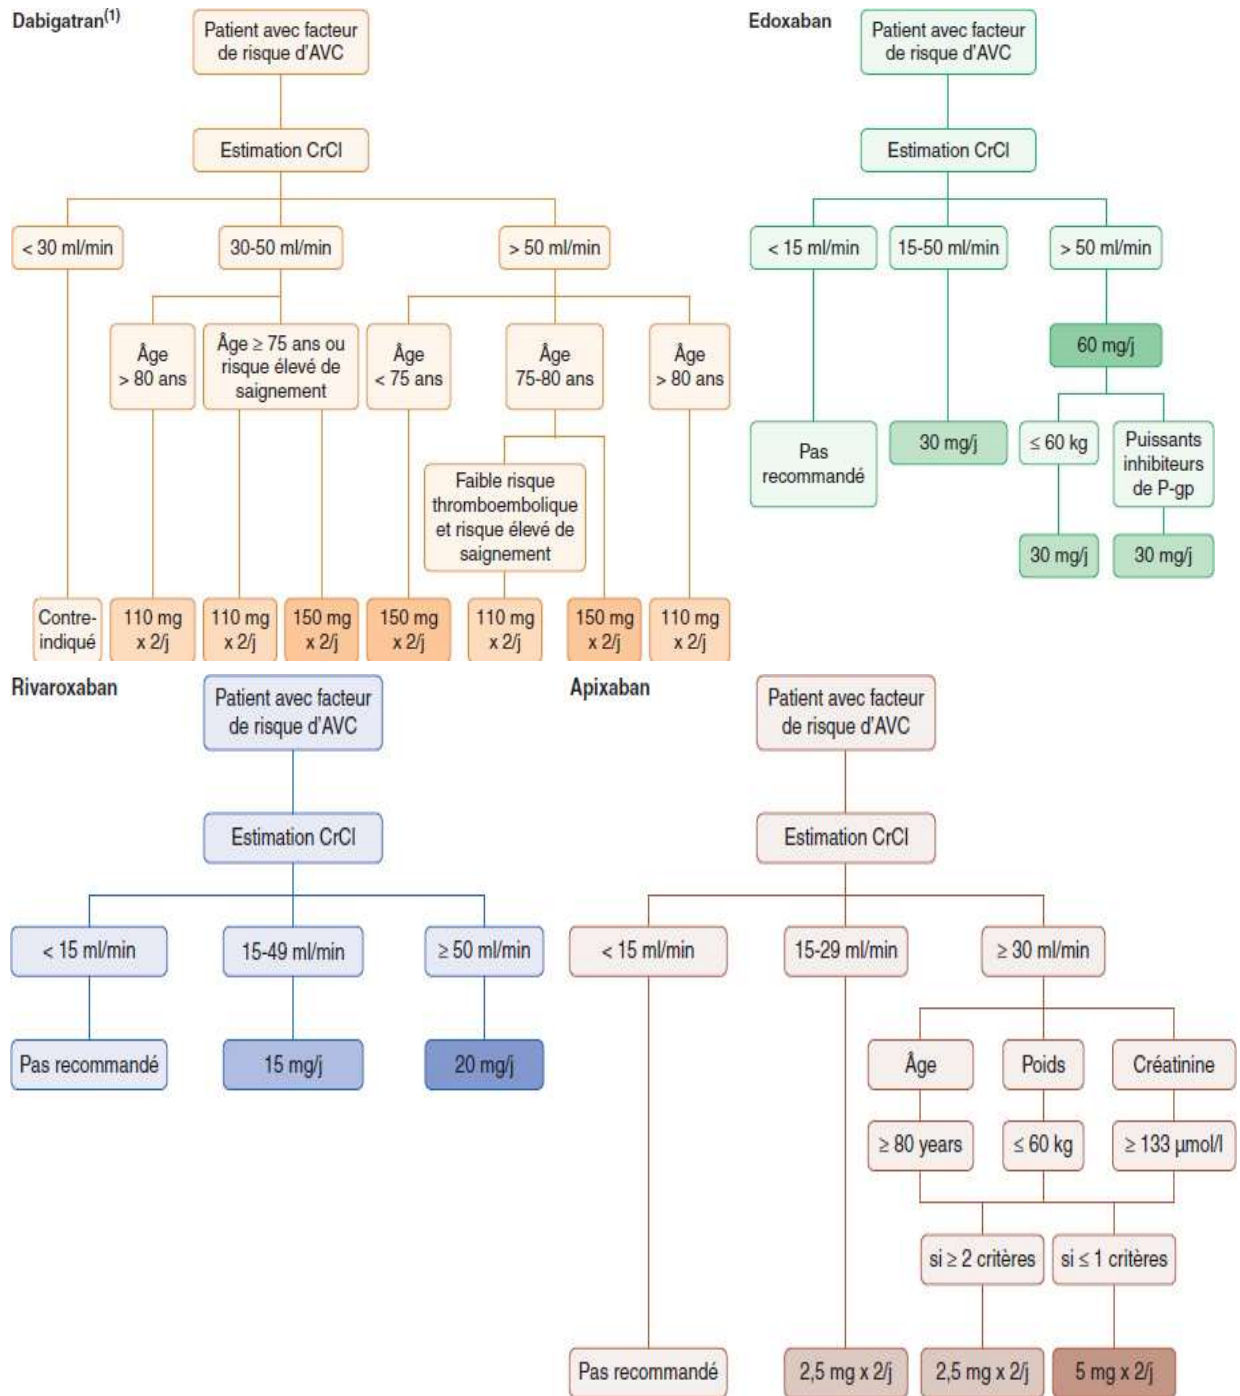 Dabigatran(1)
Patient avec facteur
de risque d'AVC
Estimation CrCl
< 30 ml/min
30-50 ml/min
> 50 ml/min
Âge
> 80 ans
Âge ≥ 75 ans ou
risque élevé de
saignement
Âge
< 75 ans
Âge
75-80 ans
Âge
> 80 ans
Faible risque
thromboembolique
et risque élevé de
saignement
Contre-
indiqué
110 mg
x 2/j
110 mg
x 2/j
150 mg
x 2/j
150 mg
x 2/j
110 mg
x 2/j
150 mg
x 2/j
110 mg
x 2/j
Edoxaban
Patient avec facteur
de risque d'AVC
Estimation CrCl
< 15 ml/min
15-50 ml/min
> 50 ml/min
60 mg/j
Pas
recommandé
30 mg/j
≤ 60 kg
Puissants
inhibiteurs
de P-gp
30 mg/j
30 mg/j
Rivaroxaban
Patient avec facteur
de risque d'AVC
Estimation CrCl
< 15 ml/min
15-49 ml/min
≥ 50 ml/min
Pas recommandé
15 mg/j
20 mg/j
Apixaban
Patient avec facteur
de risque d'AVC
Estimation CrCl
< 15 ml/min
15-29 ml/min
≥ 30 ml/min
Âge
Poids
Créatinine
≥ 80 years
≤ 60 kg
≥ 133 µmol/l
si ≥ 2 critères
si ≤ 1 critères
Pas recommandé
2,5 mg x 2/j
2,5 mg x 2/j
5 mg x 2/j